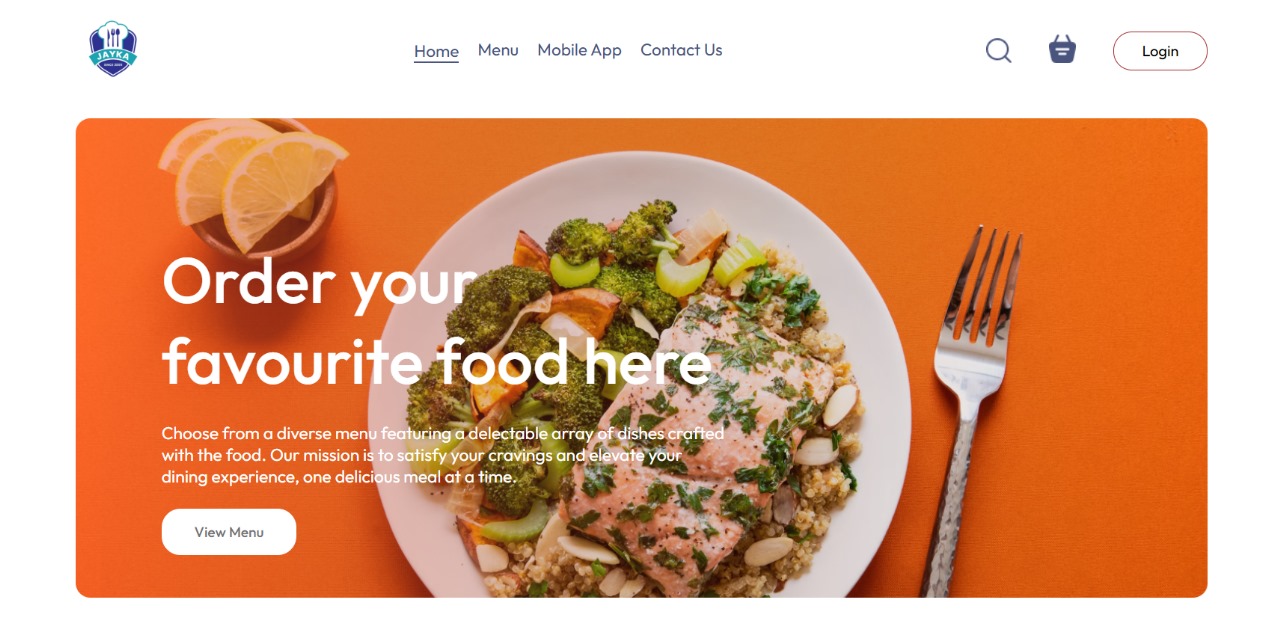 JAYKA
Home Menu Mobile App Contact Us
Login
Order your
favourite food here
Choose from a diverse menu featuring a delectable array of dishes crafted
with the food. Our mission is to satisfy your cravings and elevate your
dining experience, one delicious meal at a time.
View Menu